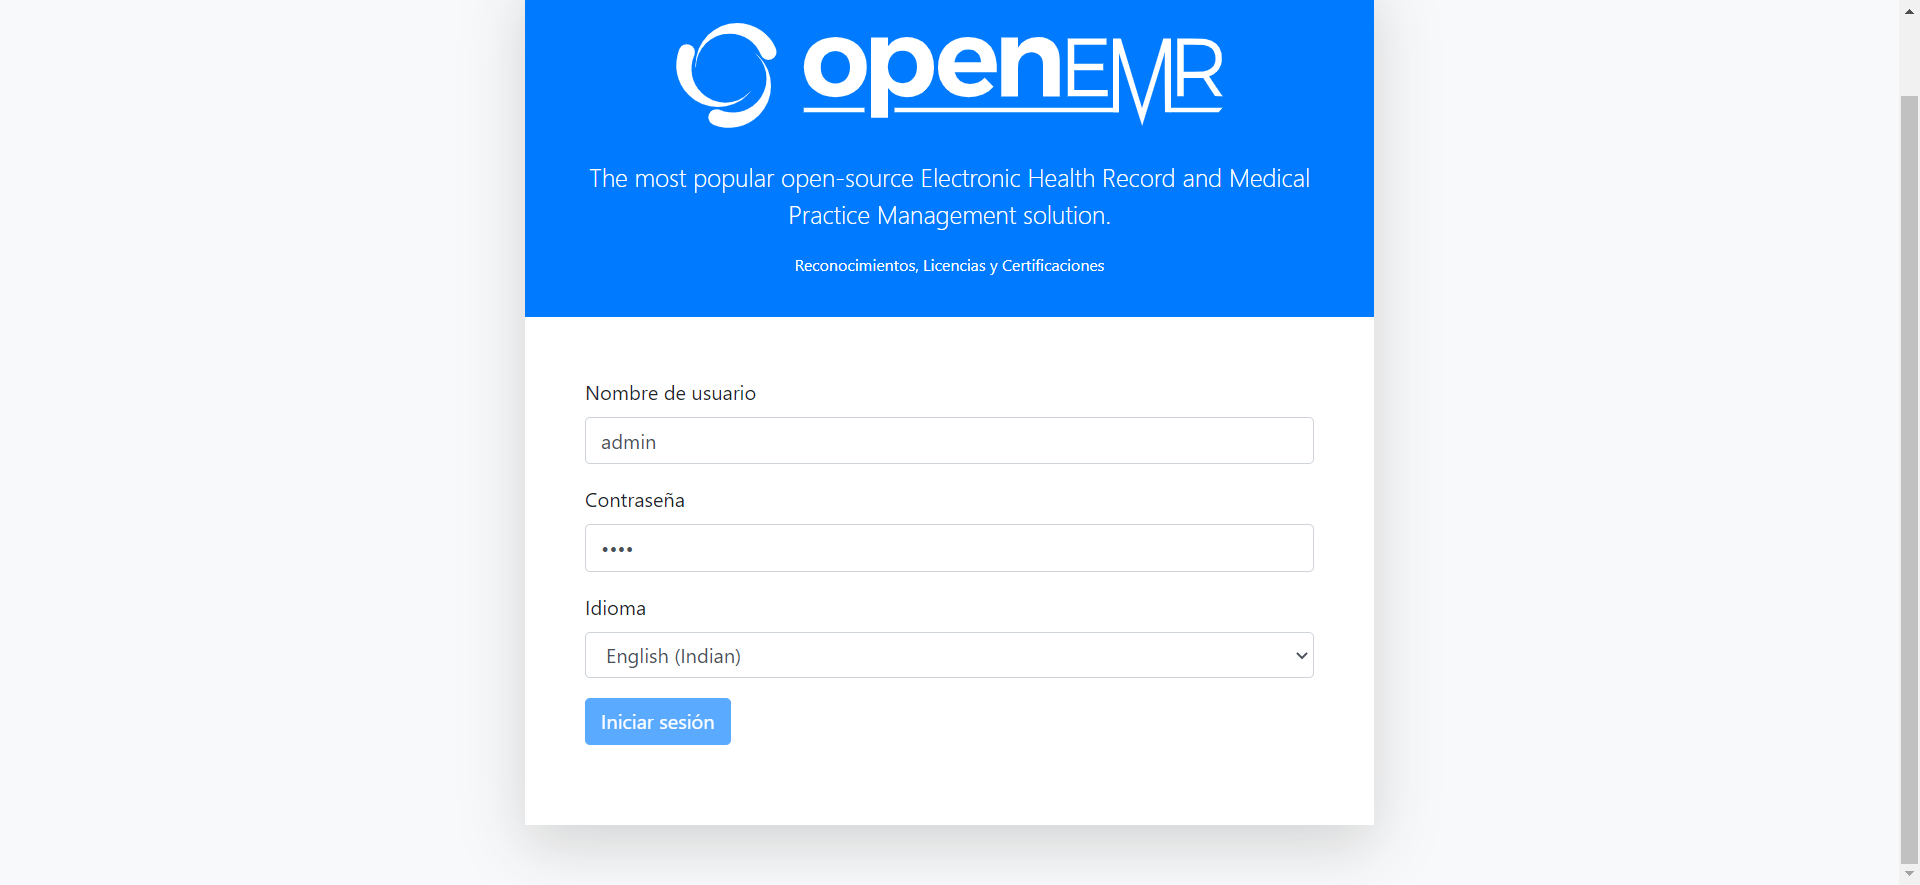 openEMR
The most popular open-source Electronic Health Record and Medical
Practice Management solution.
Reconocimientos, Licencias y Certificaciones
Nombre de usuario
admin
Contraseña
••••
Idioma
English (Indian)
Iniciar sesión